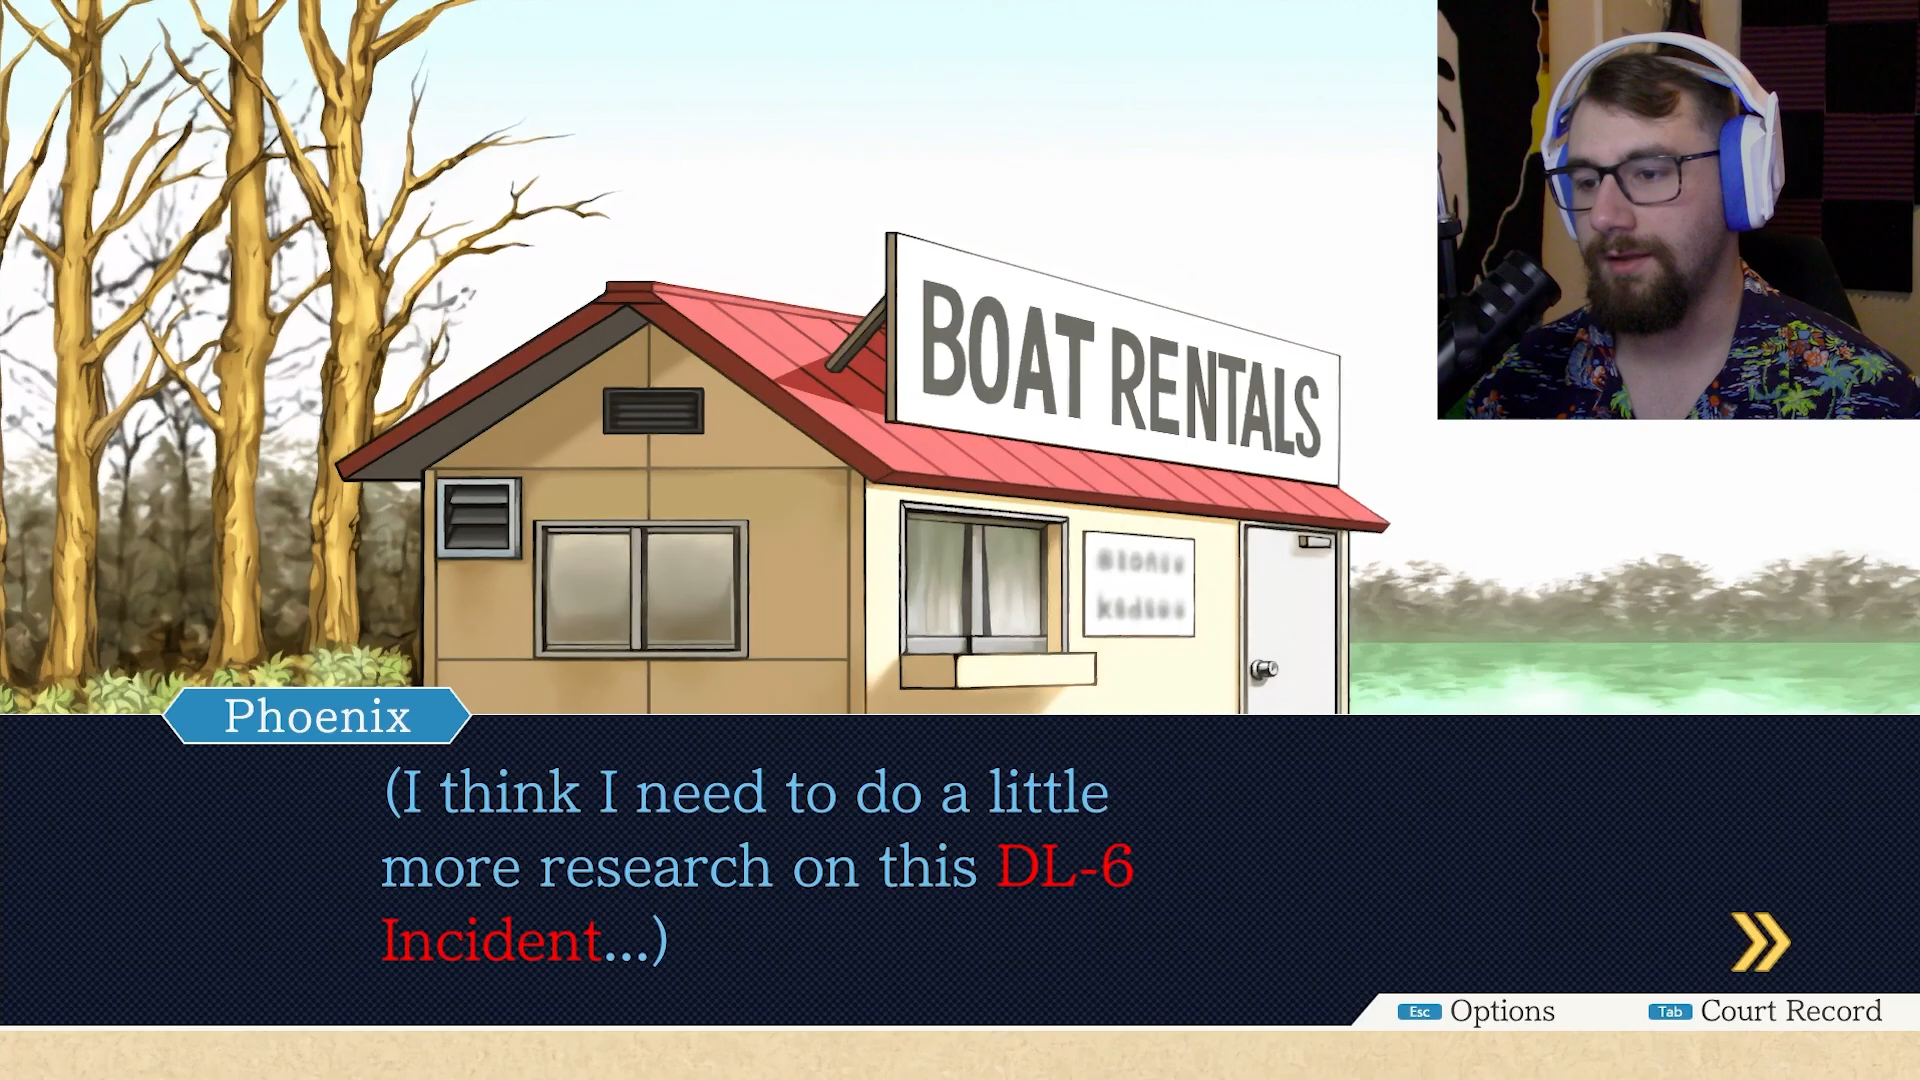 BOAT RENTALS
Phoenix
(I think I need to do a little
more research on this DL-6
Incident...)
Esc Options
Tab Court Record